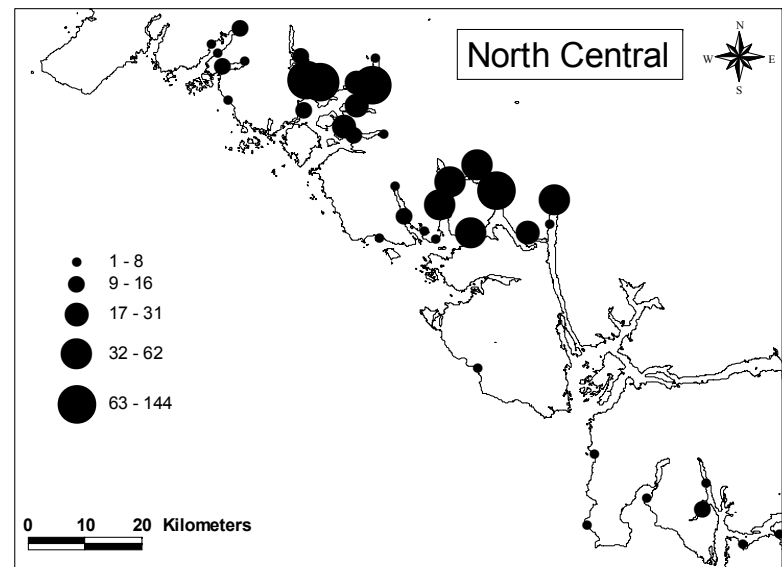 North Central
N
W E
S
1 - 8
9 - 16
17 - 31
32 - 62
63 - 144
0 10 20 Kilometers